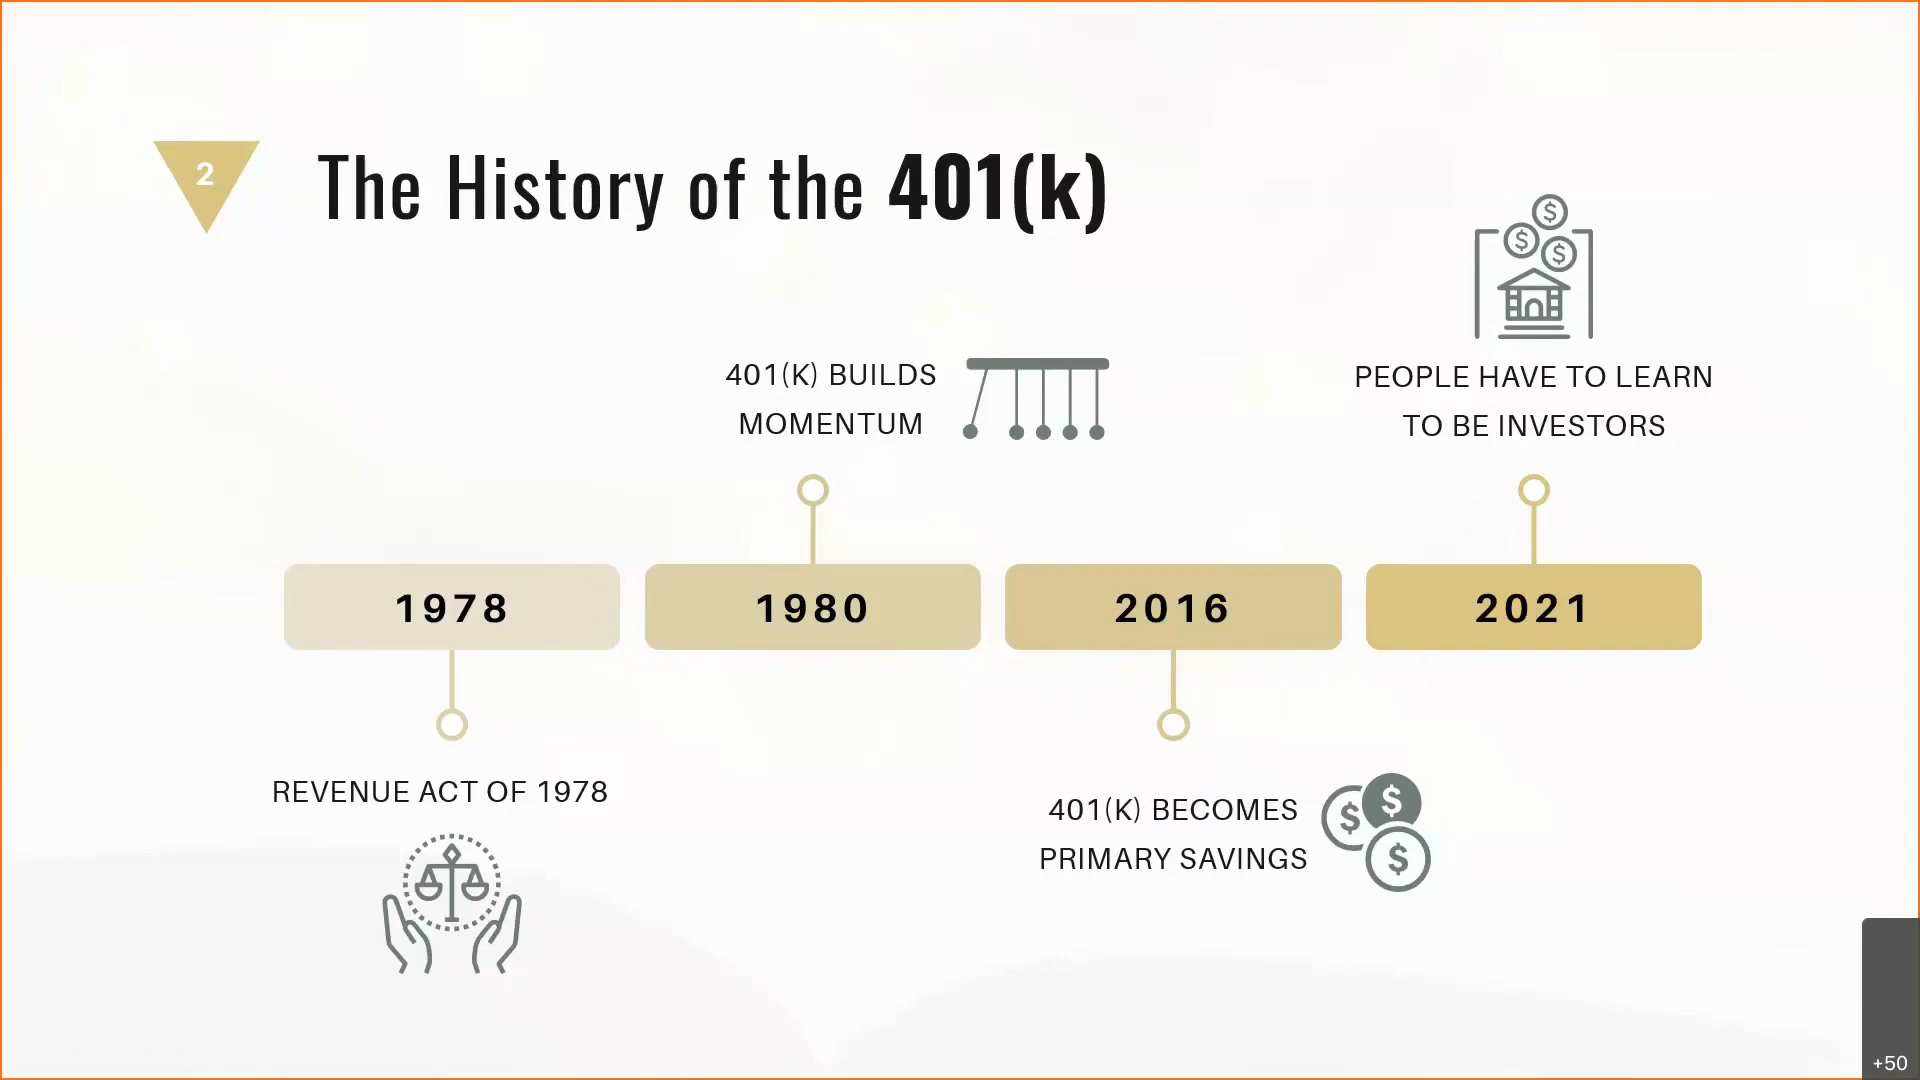 2
The History of the 401(k)
401(K) BUILDS
MOMENTUM
PEOPLE HAVE TO LEARN
TO BE INVESTORS
1978
1980
2016
2021
REVENUE ACT OF 1978
401(K) BECOMES
PRIMARY SAVINGS
$
$
$
$
$
$
+50